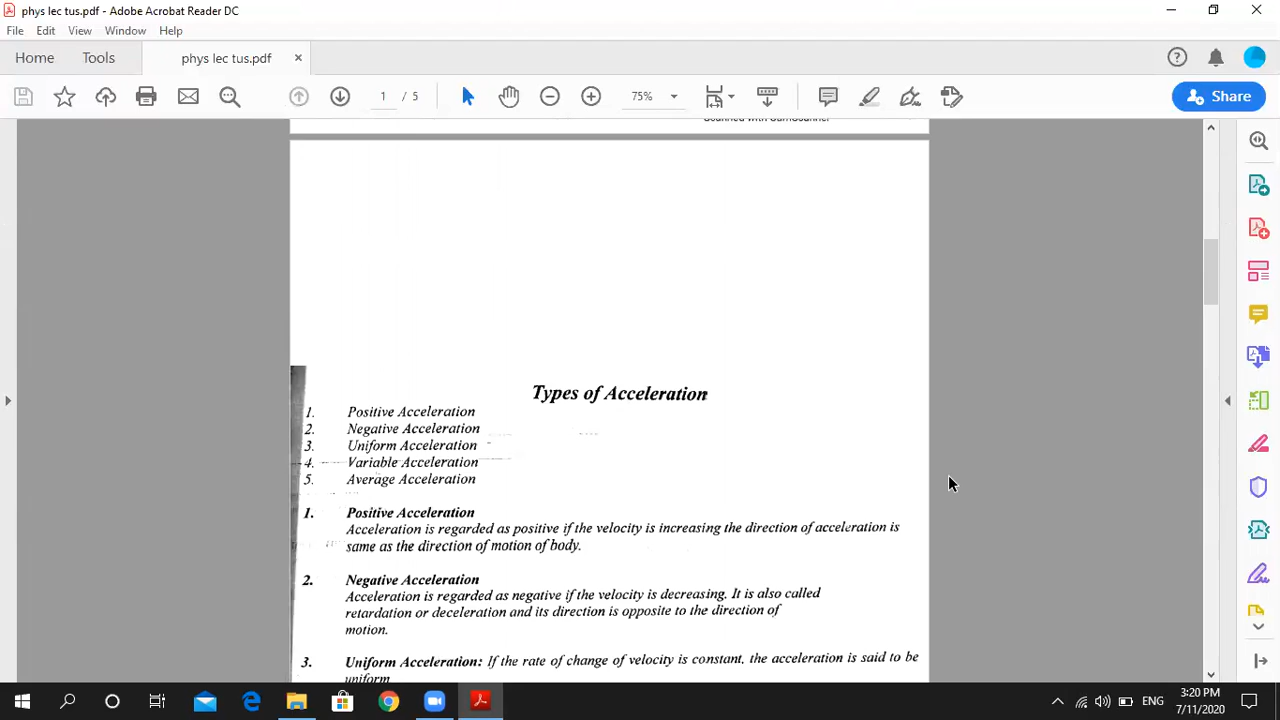 phys lec tus.pdf - Adobe Acrobat Reader DC
File Edit View Window Help
Home Tools phys lec tus.pdf ×
1 / 5 75% Share
Scanned with CamScanner
Types of Acceleration
1. Positive Acceleration
2. Negative Acceleration
3. Uniform Acceleration
4. Variable Acceleration
5. Average Acceleration
1. Positive Acceleration
Acceleration is regarded as positive if the velocity is increasing the direction of acceleration is
same as the direction of motion of body.
2. Negative Acceleration
Acceleration is regarded as negative if the velocity is decreasing. It is also called
retardation or deceleration and its direction is opposite to the direction of
motion.
3. Uniform Acceleration: If the rate of change of velocity is constant, the acceleration is said to be
uniform
ENG 3:20 PM
7/11/2020